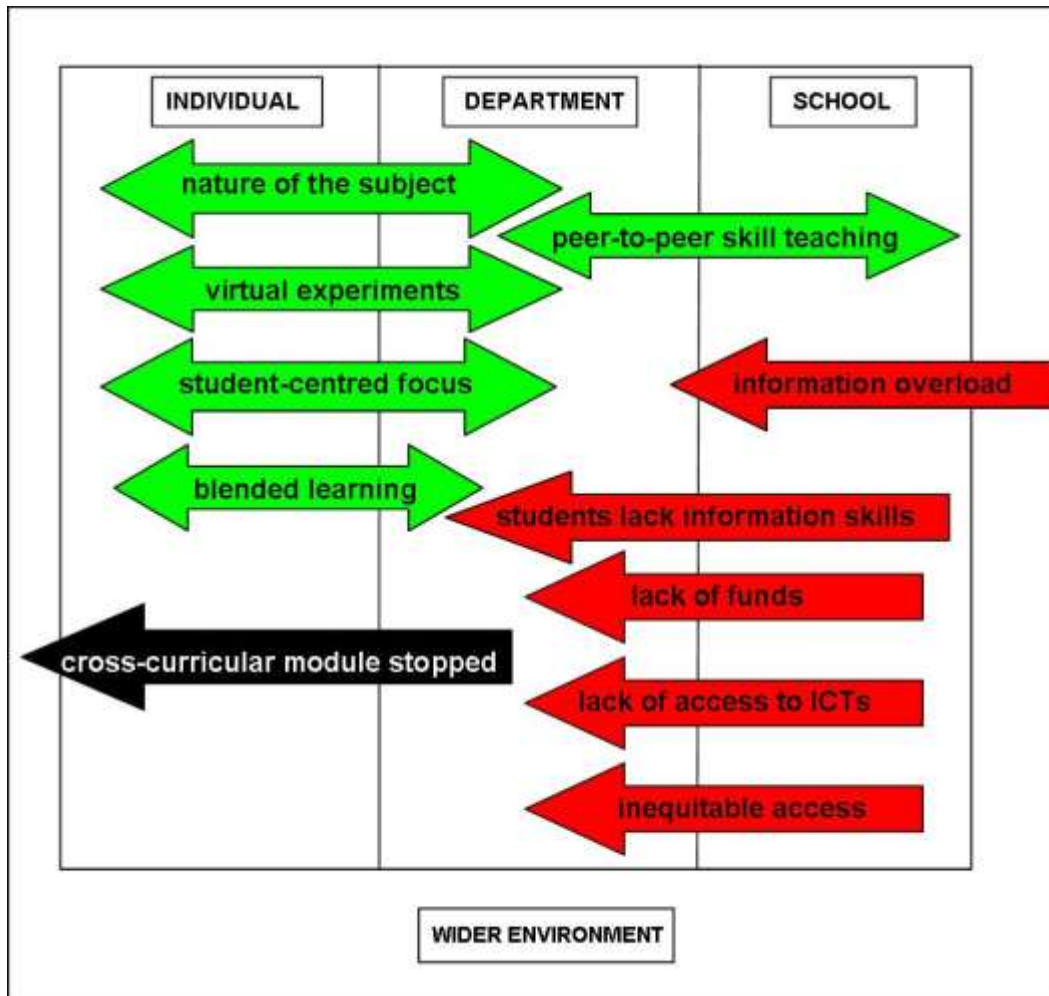 INDIVIDUAL
DEPARTMENT
SCHOOL
nature of the subject
peer-to-peer skill teaching
virtual experiments
student-centred focus
information overload
blended learning
students lack information skills
lack of funds
cross-curricular module stopped
lack of access to ICTs
inequitable access
WIDER ENVIRONMENT